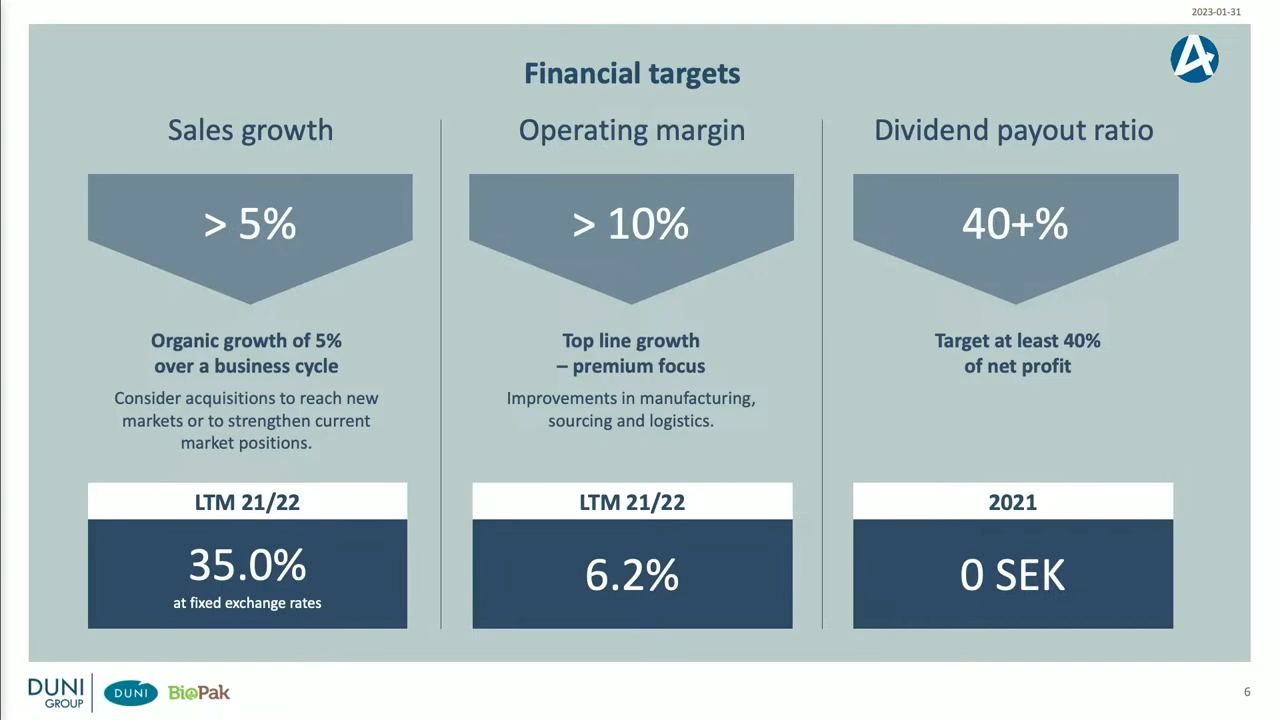 2023-01-31
Financial targets
Sales growth
> 5%
Organic growth of 5%
over a business cycle
Consider acquisitions to reach new
markets or to strengthen current
market positions.
LTM 21/22
35.0%
at fixed exchange rates
Operating margin
> 10%
Top line growth
– premium focus
Improvements in manufacturing,
sourcing and logistics.
LTM 21/22
6.2%
Dividend payout ratio
40+%
Target at least 40%
of net profit
2021
0 SEK
DUNI
GROUP
DUNI
BioPak
6